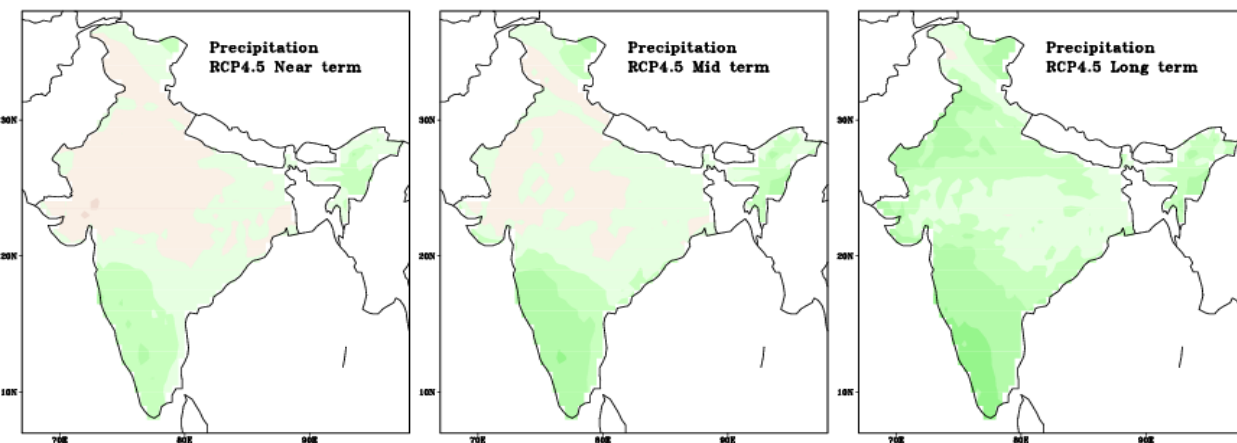 Precipitation
RCP4.5 Near term
Precipitation
RCP4.5 Mid term
Precipitation
RCP4.5 Long term
30N
20N
10N
70E
80E
90E
30N
20N
10N
70E
80E
90E
30N
20N
10N
70E
80E
90E